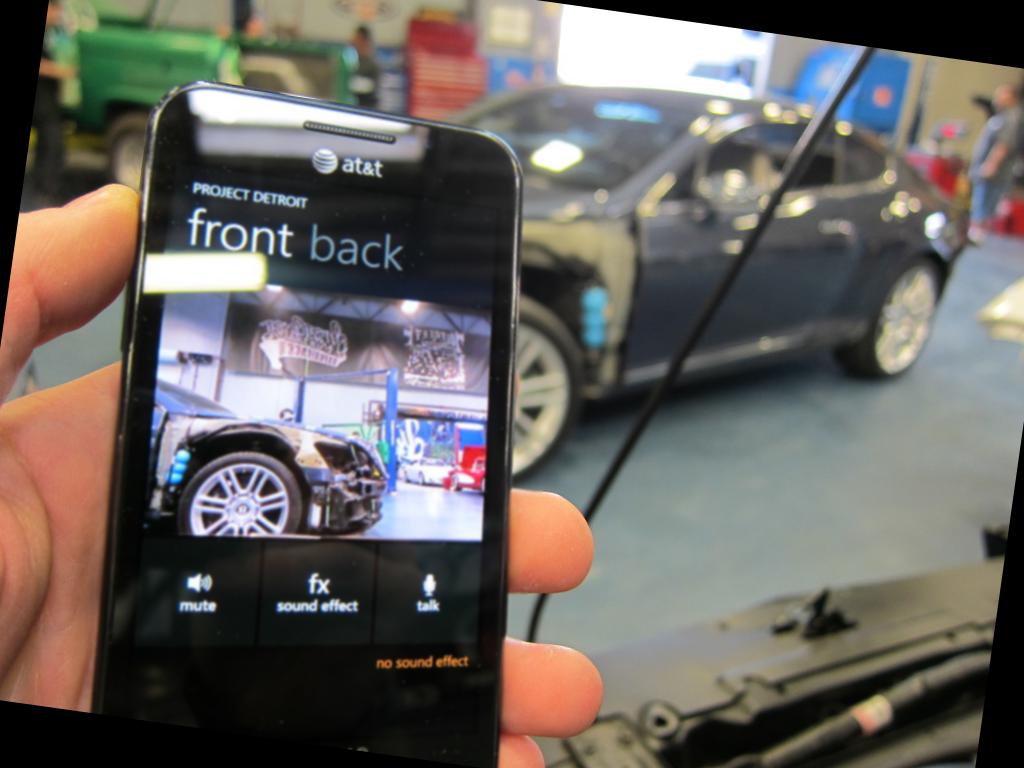 at&t
PROJECT DETROIT
front back
mute
fx
sound effect
talk
no sound effect